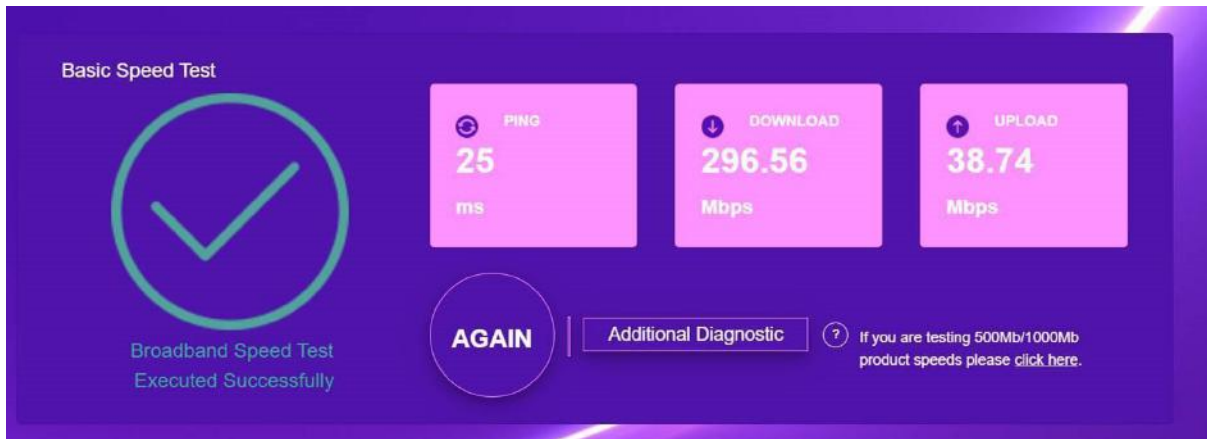 Basic Speed Test
PING
25
ms
DOWNLOAD
296.56
Mbps
UPLOAD
38.74
Mbps
Broadband Speed Test
Executed Successfully
AGAIN
Additional Diagnostic
?
If you are testing 500Mb/1000Mb
product speeds please click here.